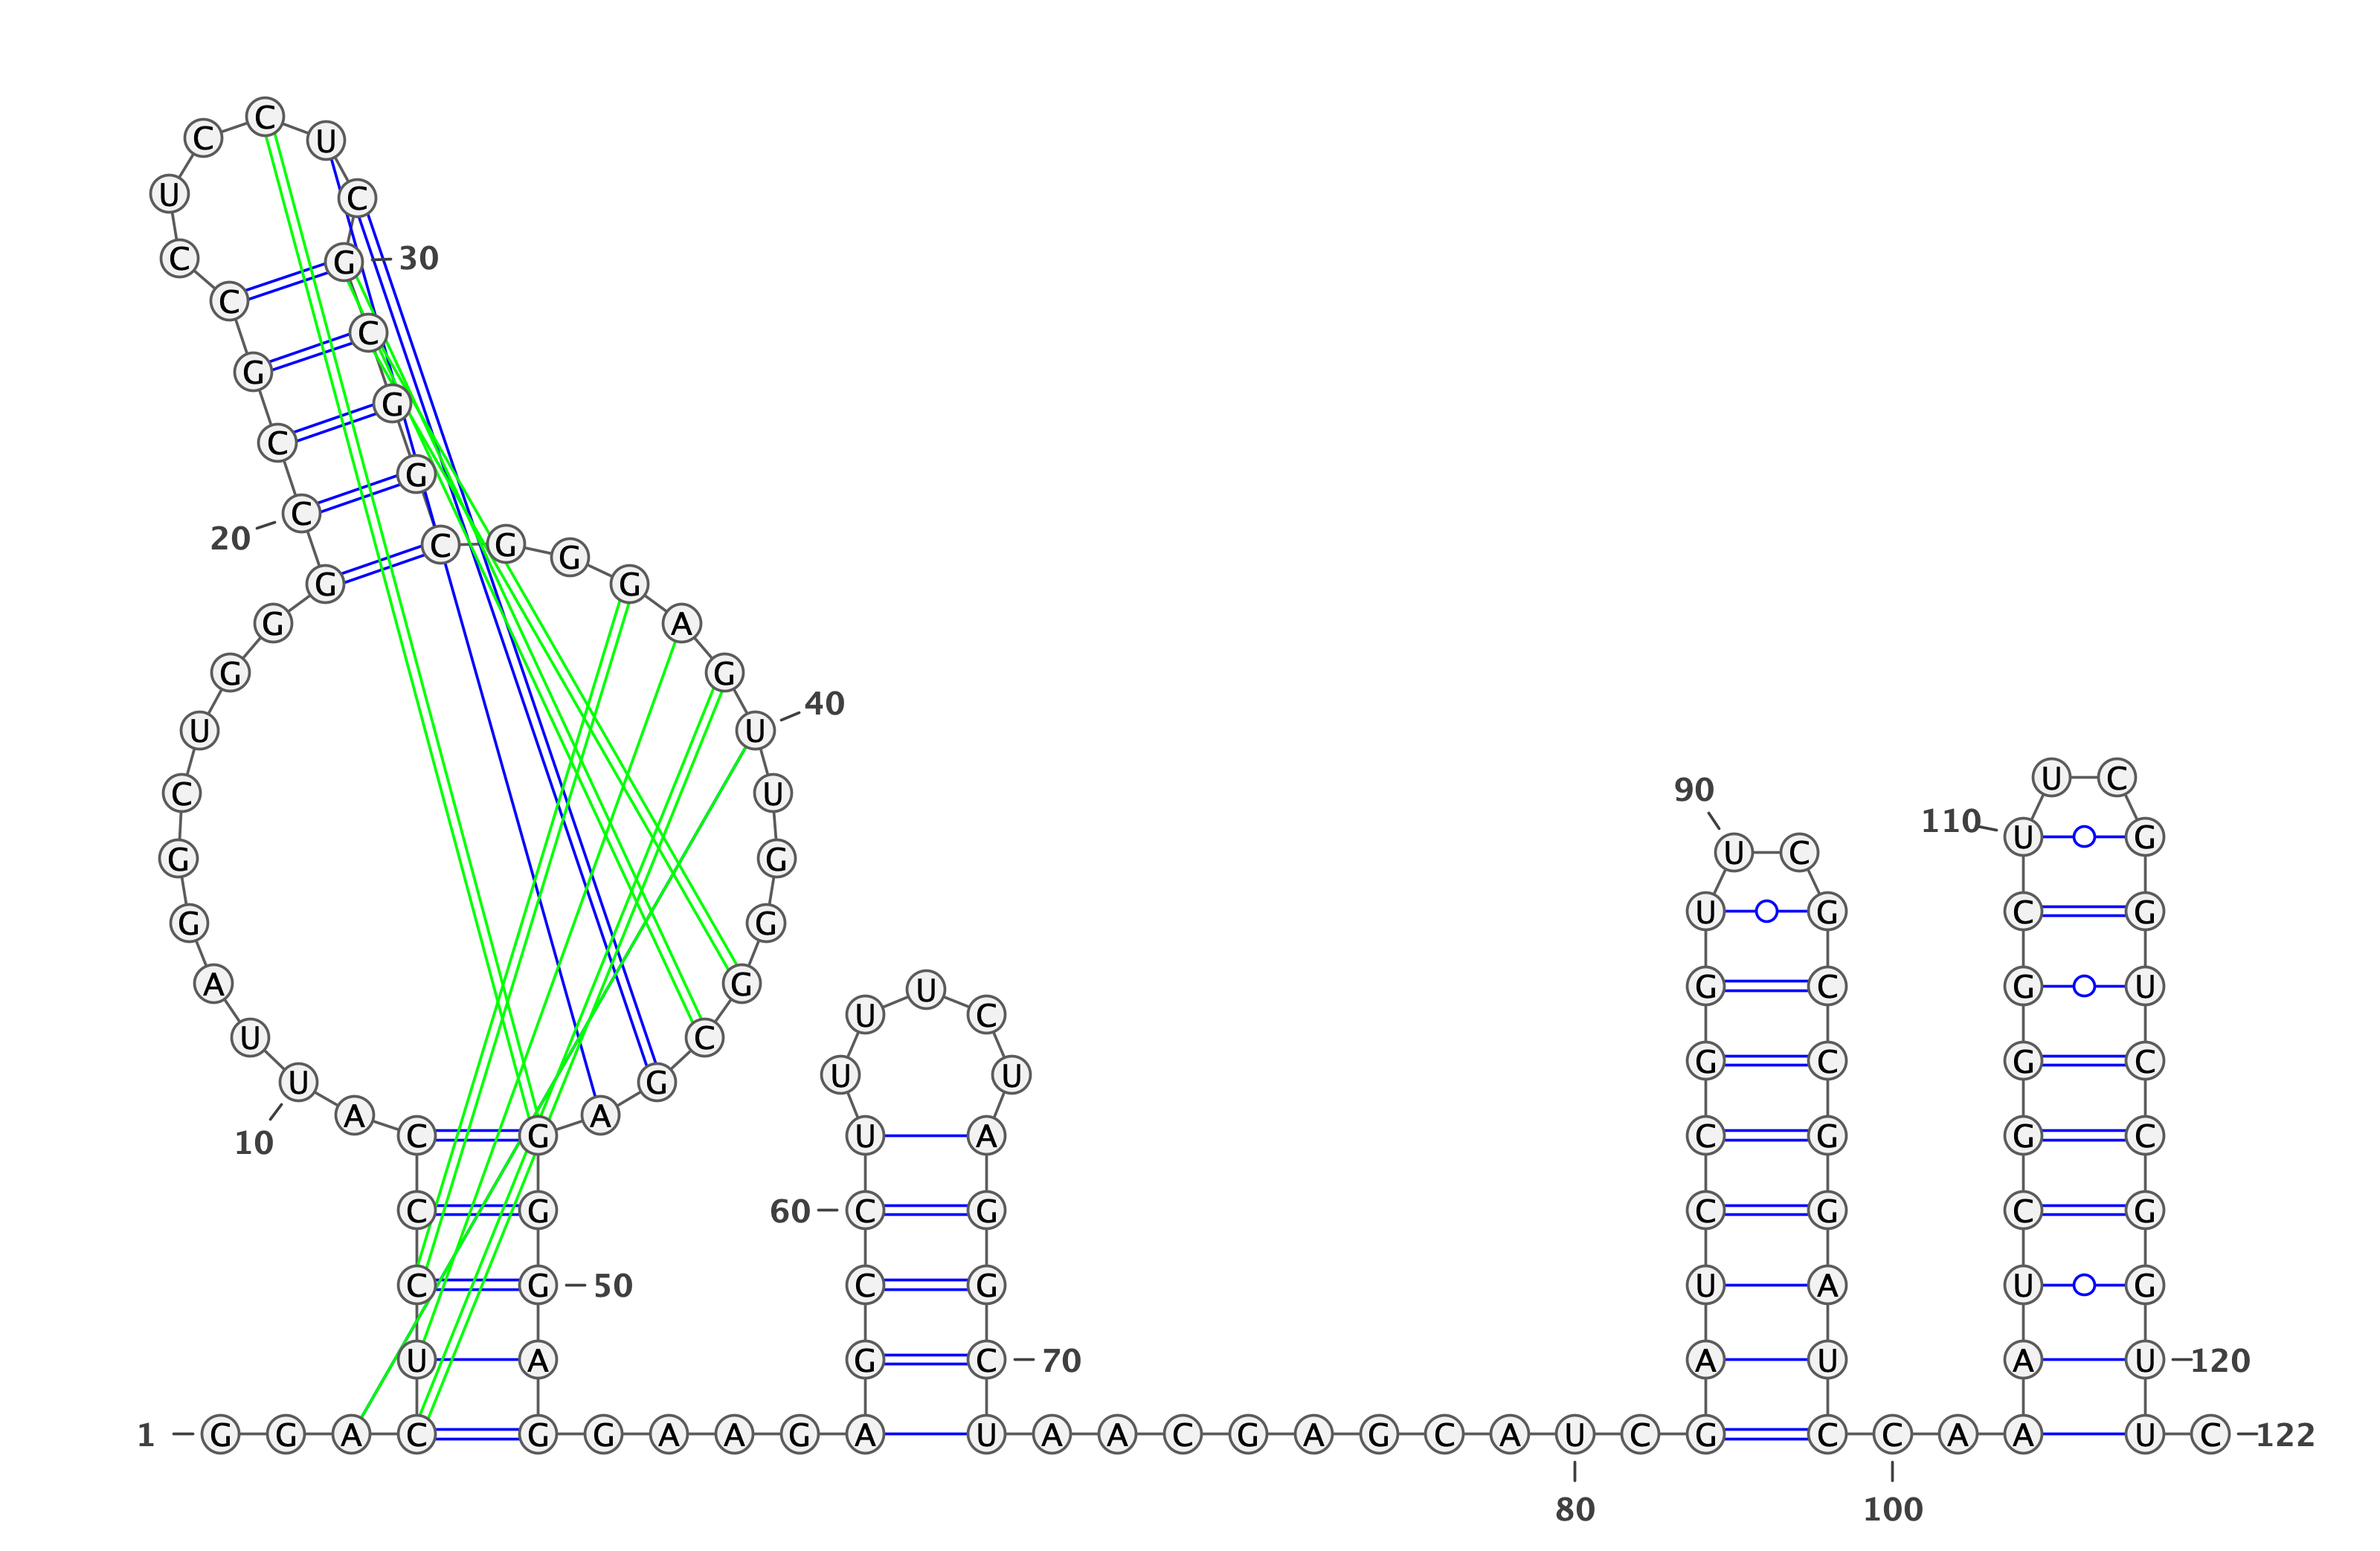 C
C U
U C
C G 30
C
C
G
G
C
G
C
20
C G G
G G
G A
G G
40
U U
U C
90
C U
110 U G
U C
G G
U G C G
G G
U
A G G C G U
U C
U C
G C G C
U U
U G
A A
C G U A C G G C
10
60 C G C G C G C G
C G 50 C G U A U G
U A G C 70 A U A U 120
1 G G A C G G A A G A U A A C G A G C A U C G C C A A U C 122
80 100